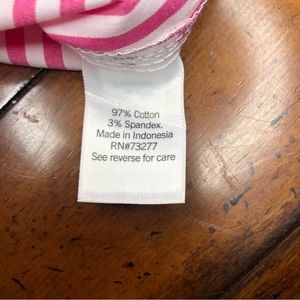 97% Cotton
3% Spandex.
Made in Indonesia
RN#73277
See reverse for care